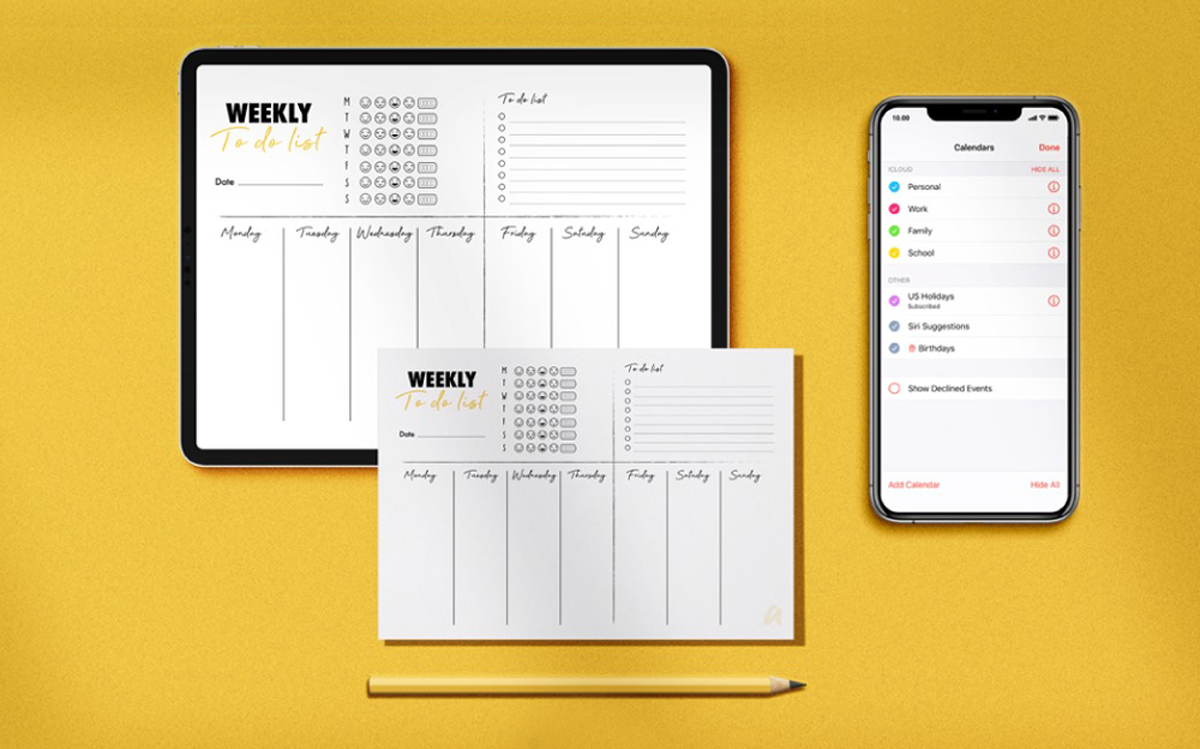 WEEKLY
To do list
Date
M
T
W
T
F
S
S
To do list
Monday Tuesday Wednesday Thursday Friday Saturday Sunday
WEEKLY
To do list
Date
M
T
W
T
F
S
S
To do list
Monday Tuesday Wednesday Thursday Friday Saturday Sunday
a
10.00
Calendars Done
ICLOUD HIDE ALL
Personal
Work
Family
School
OTHER
US Holidays
Subscribed
Siri Suggestions
Birthdays
Show Declined Events
Add Calendar Hide All